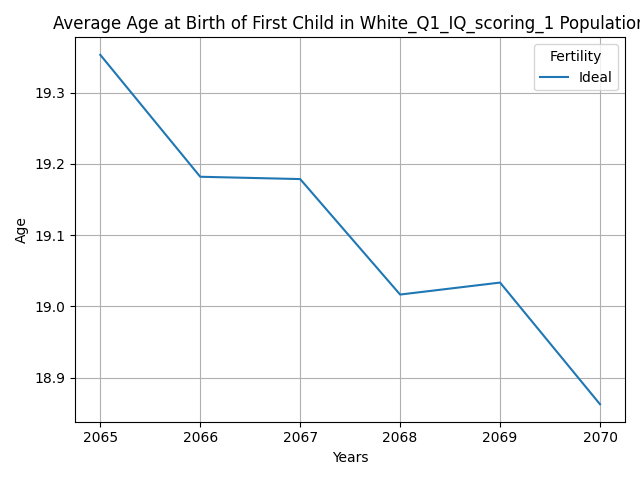 Average Age at Birth of First Child in White_Q1_IQ_scoring_1 Population
Fertility
Ideal
19.3
19.2
19.1
19.0
18.9
Age
2065 2066 2067 2068 2069 2070
Years